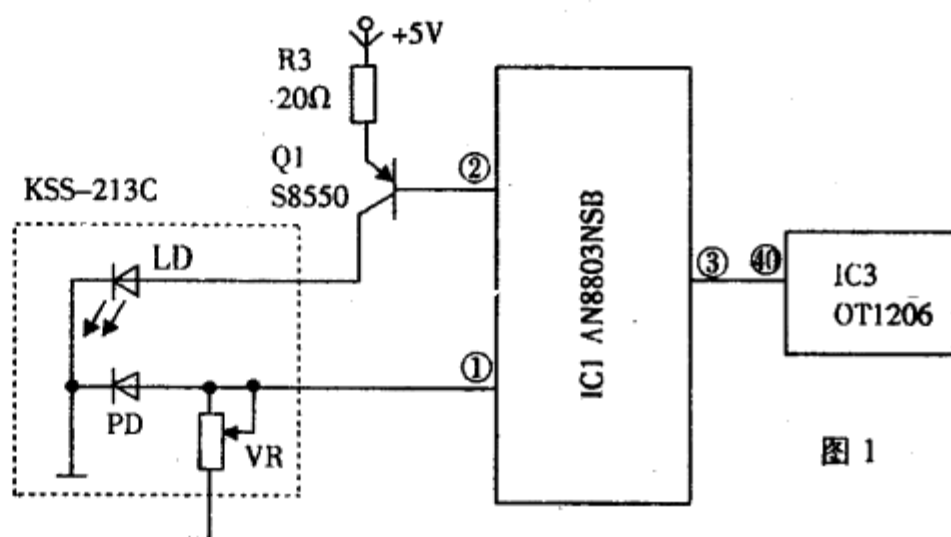 +5V
R3
20Ω
Q1
S8550
KSS-213C
LD
PD
VR
②
①
③
㊵
IC1 AN8803NSB
IC3
OT1206
图 1